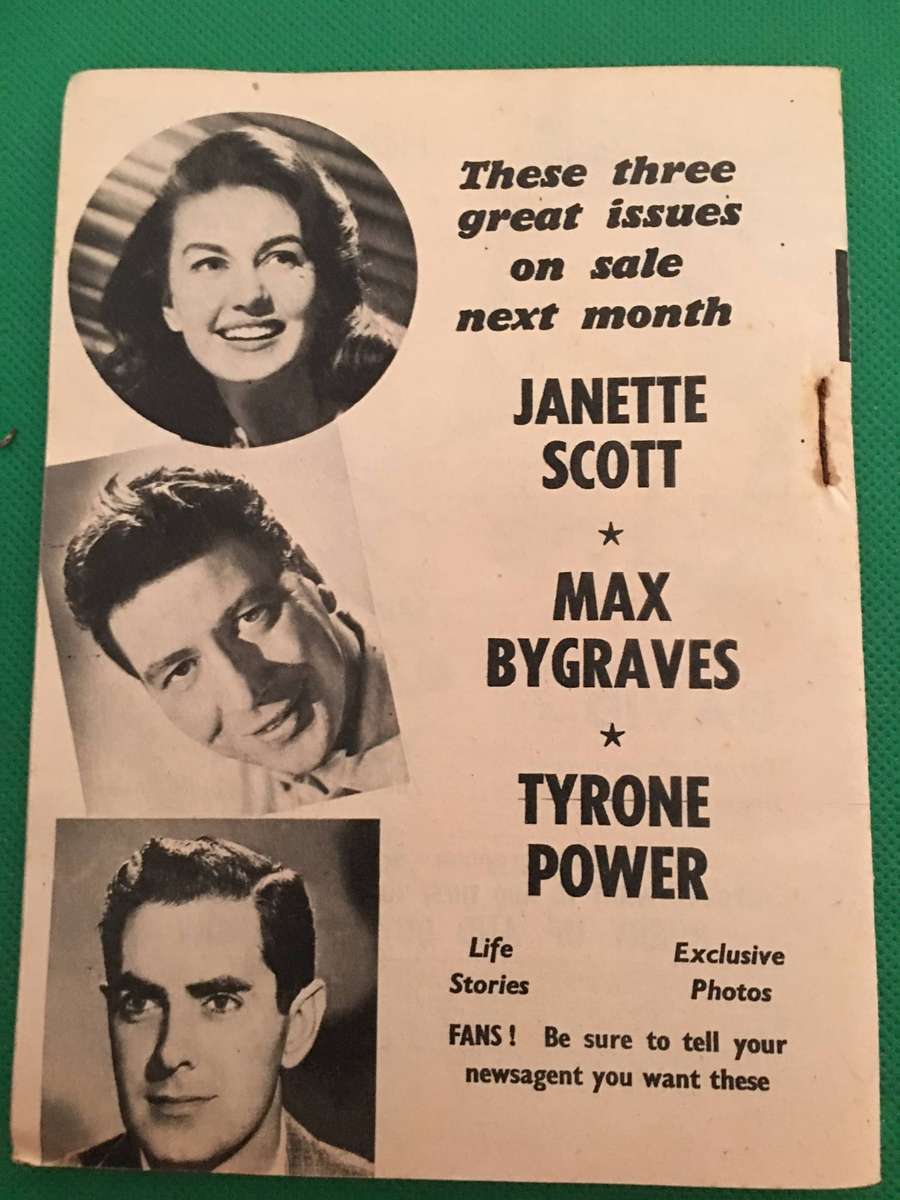 These three
great issues
on sale
next month
JANETTE
SCOTT
★
MAX
BYGRAVES
★
TYRONE
POWER
Life
Stories
Exclusive
Photos
FANS! Be sure to tell your
newsagent you want these